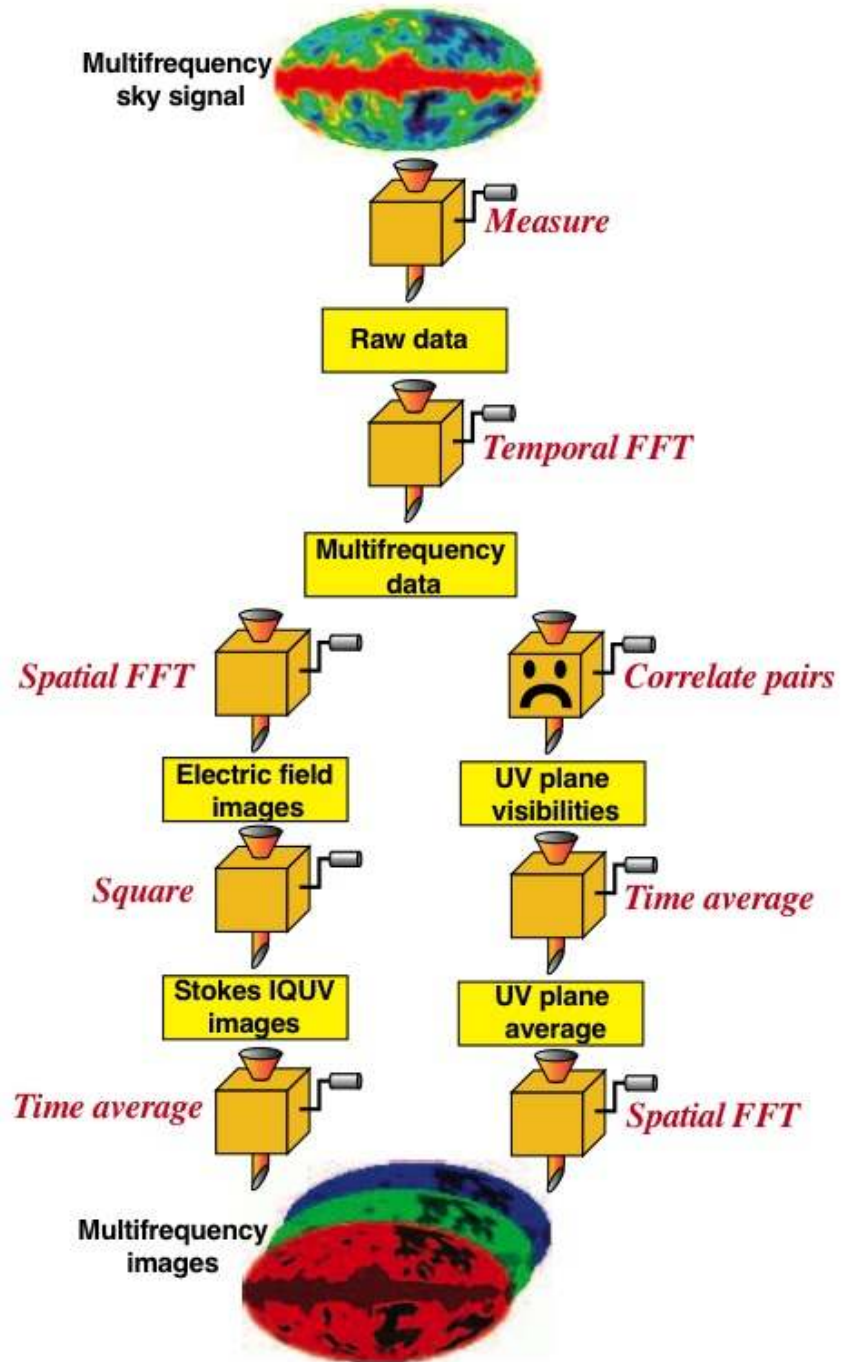 Multifrequency
sky signal
Measure
Raw data
Temporal FFT
Multifrequency
data
Spatial FFT
Correlate pairs
Electric field
images
UV plane
visibilities
Square
Time average
Stokes IQUV
images
UV plane
average
Time average
Spatial FFT
Multifrequency
images